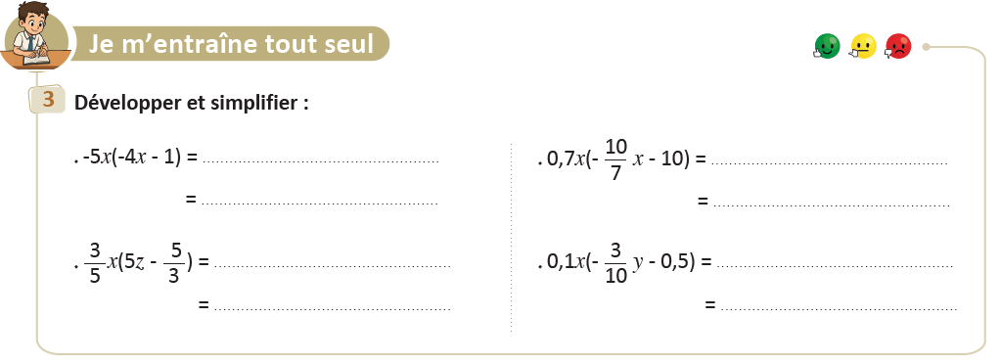 Je m'entraîne tout seul
3 Développer et simplifier :
. -5x(-4x - 1) = ........................................
= ........................................
. 3/5 x(5z - 5/3) = ........................................
= ........................................
. 0,7x(- 10/7 x - 10) = ........................................
= ........................................
. 0,1x(- 3/10 y - 0,5) = ........................................
= ........................................